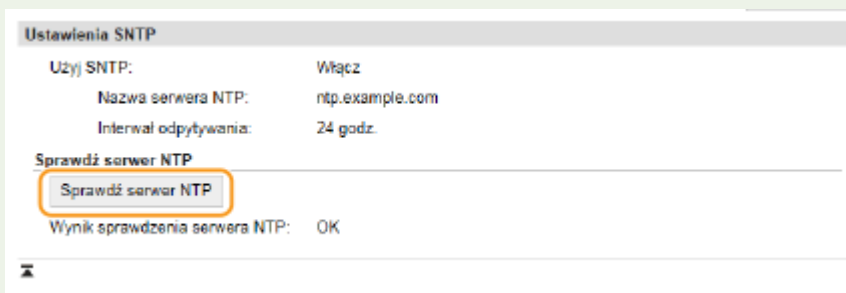 Ustawienia SNTP
Użyj SNTP: Włącz
Nazwa serwera NTP: ntp.example.com
Interwał odpytywania: 24 godz.
Sprawdź serwer NTP
Sprawdź serwer NTP
Wynik sprawdzenia serwera NTP: OK